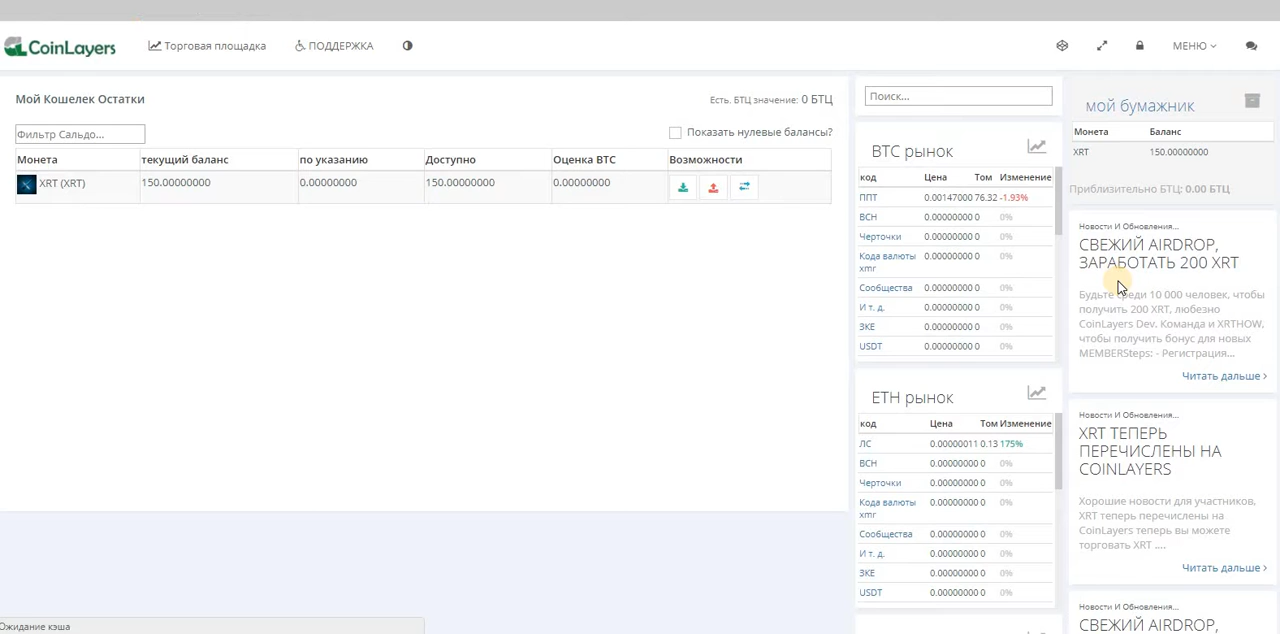 CoinLayers
Торговая площадка
ПОДДЕРЖКА
МЕНЮ
Мой Кошелек Остатки
Есть. БТЦ значение: 0 БТЦ
Фильтр Сальдо...
Показать нулевые балансы?
Монета текущий баланс по указанию Доступно Оценка BTC Возможности
XRT (XRT) 150.00000000 0.00000000 150.00000000 0.00000000
Поиск...
BTC рынок
код Цена Том Изменение
ППТ 0.00147000 76.32 -1.93%
BCH 0.00000000 0 0%
Черточки 0.00000000 0 0%
Кода валюты 0.00000000 0 0%
xmr
Сообщества 0.00000000 0 0%
И т. д. 0.00000000 0 0%
ЗКЕ 0.00000000 0 0%
USDT 0.00000000 0 0%
ETH рынок
код Цена Том Изменение
ЛС 0.00000011 0.13 175%
BCH 0.00000000 0 0%
Черточки 0.00000000 0 0%
Кода валюты 0.00000000 0 0%
xmr
Сообщества 0.00000000 0 0%
И т. д. 0.00000000 0 0%
ЗКЕ 0.00000000 0 0%
USDT 0.00000000 0 0%
мой бумажник
Монета Баланс
XRT 150.00000000
Приблизительно БТЦ: 0.00 БТЦ
Новости И Обновления...
СВЕЖИЙ AIRDROP,
ЗАРАБОТАТЬ 200 XRT
Будьте среди 10 000 человек, чтобы
получить 200 XRT, любезно
CoinLayers Dev. Команда и XRTHOW,
чтобы получить бонус для новых
MEMBERSteps: - Регистрация...
Читать дальше >
Новости И Обновления...
XRT ТЕПЕРЬ
ПЕРЕЧИСЛЕНЫ НА
COINLAYERS
Хорошие новости для участников.
XRT теперь перечислены на
CoinLayers теперь вы можете
торговать XRT ....
Читать дальше >
Новости И Обновления...
СВЕЖИЙ AIRDROP,
Ожидание кэша